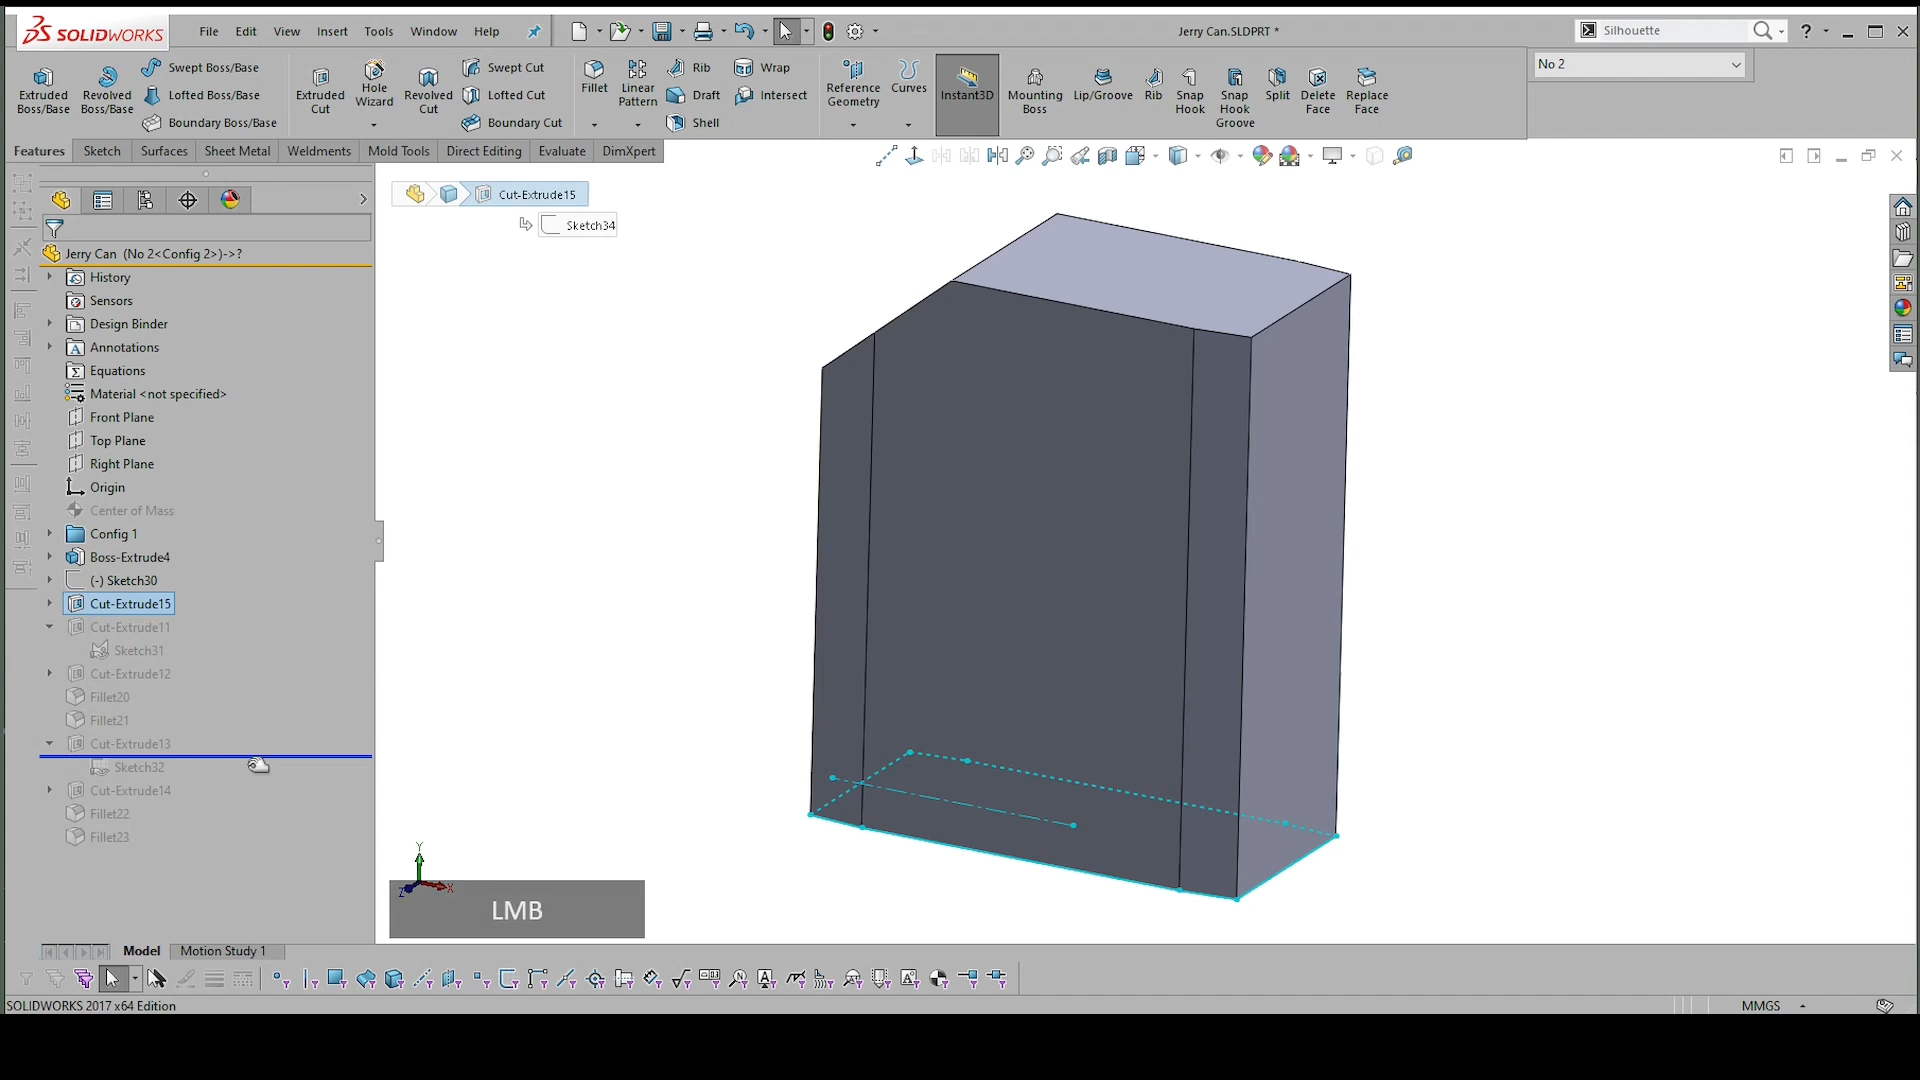 SOLIDWORKS
File Edit View Insert Tools Window Help
Jerry Can.SLDPRT *
Silhouette
?
No 2
Extruded Boss/Base
Revolved Boss/Base
Swept Boss/Base
Lofted Boss/Base
Boundary Boss/Base
Extruded Cut
Hole Wizard
Revolved Cut
Swept Cut
Lofted Cut
Boundary Cut
Fillet
Linear Pattern
Rib
Draft
Shell
Wrap
Intersect
Reference Geometry
Curves
Instant3D
Mounting Boss
Lip/Groove
Rib
Snap Hook
Snap Hook Groove
Split
Delete Face
Replace Face
Features Sketch Surfaces Sheet Metal Weldments Mold Tools Direct Editing Evaluate DimXpert
Cut-Extrude15
Sketch34
Jerry Can (No 2<Config 2>)->?
History
Sensors
Design Binder
Annotations
Equations
Material <not specified>
Front Plane
Top Plane
Right Plane
Origin
Center of Mass
Config 1
Boss-Extrude4
(-) Sketch30
Cut-Extrude15
Cut-Extrude11
Sketch31
Cut-Extrude12
Fillet20
Fillet21
Cut-Extrude13
Sketch32
Cut-Extrude14
Fillet22
Fillet23
Y
X
Z
LMB
Model Motion Study 1
SOLIDWORKS 2017 x64 Edition
MMGS